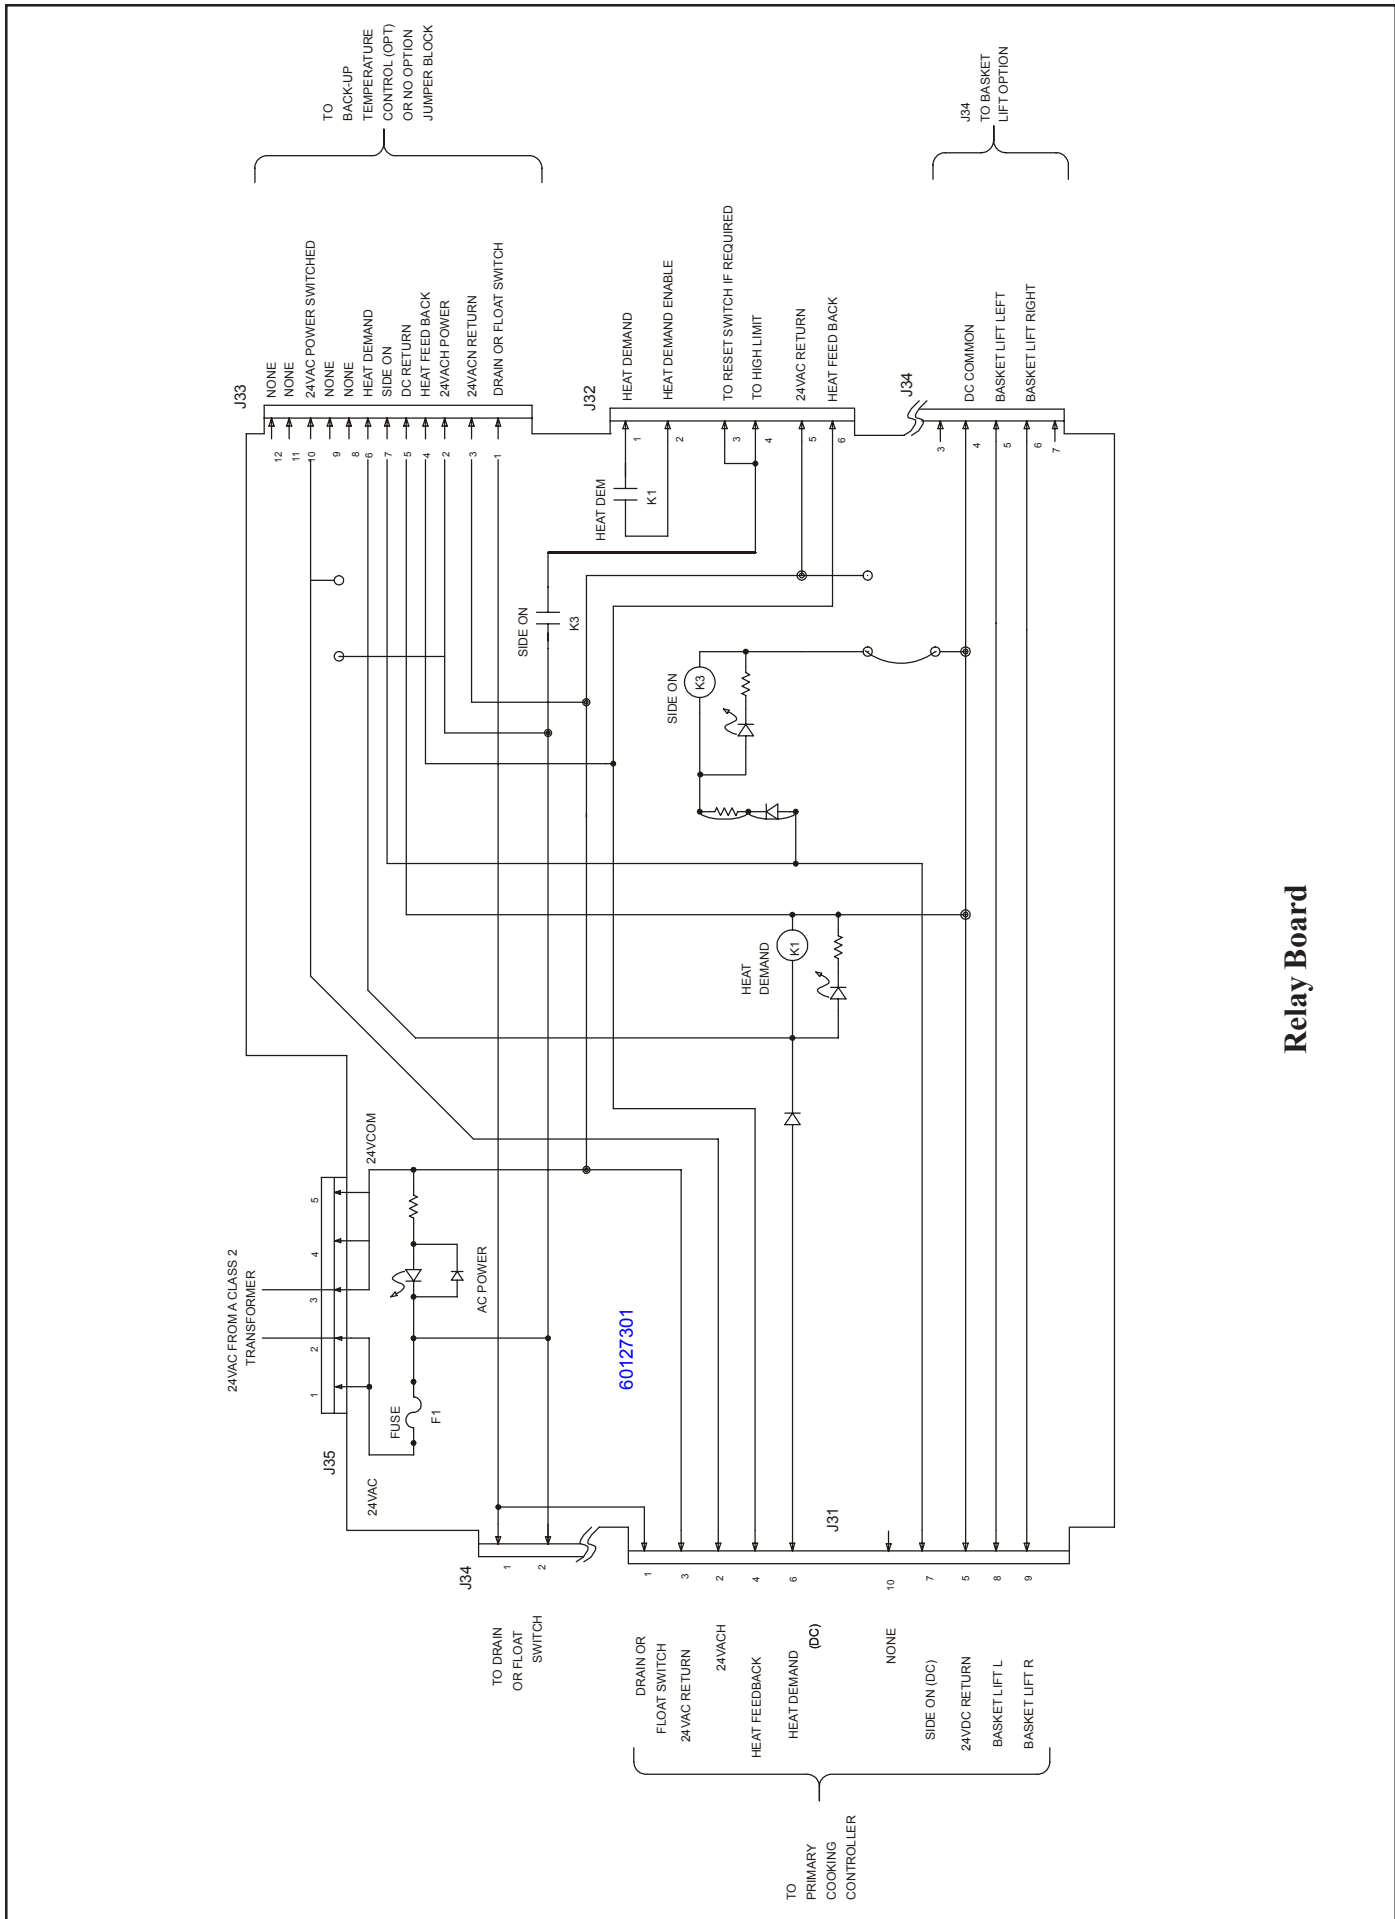 TO
BACK-UP
TEMPERATURE
CONTROL (OPT)
OR NO OPTION
JUMPER BLOCK
J34
TO BASKET
LIFT OPTION
J33
NONE
NONE
24VAC POWER SWITCHED
NONE
NONE
HEAT DEMAND
SIDE ON
DC RETURN
HEAT FEED BACK
24VACH POWER
24VACN RETURN
DRAIN OR FLOAT SWITCH
12
11
10
9
8
6
7
5
4
2
3
1
J32
HEAT DEMAND
HEAT DEMAND ENABLE
TO RESET SWITCH IF REQUIRED
TO HIGH LIMIT
24VAC RETURN
HEAT FEED BACK
1
2
3
4
5
6
J34
DC COMMON
BASKET LIFT LEFT
BASKET LIFT RIGHT
3
4
5
6
7
HEAT DEM
K1
SIDE ON
K3
SIDE ON
K3
HEAT
DEMAND
K1
24VAC FROM A CLASS 2
TRANSFORMER
J35
1
2
3
4
5
24VCOM
24VAC
FUSE
F1
AC POWER
60127301
J34
1
2
TO DRAIN
OR FLOAT
SWITCH
J31
1
3
2
4
6
10
7
5
8
9
DRAIN OR
FLOAT SWITCH
24VAC RETURN
24VACH
HEAT FEEDBACK
HEAT DEMAND
(DC)
NONE
SIDE ON (DC)
24VDC RETURN
BASKET LIFT L
BASKET LIFT R
TO
PRIMARY
COOKING
CONTROLLER
Relay Board